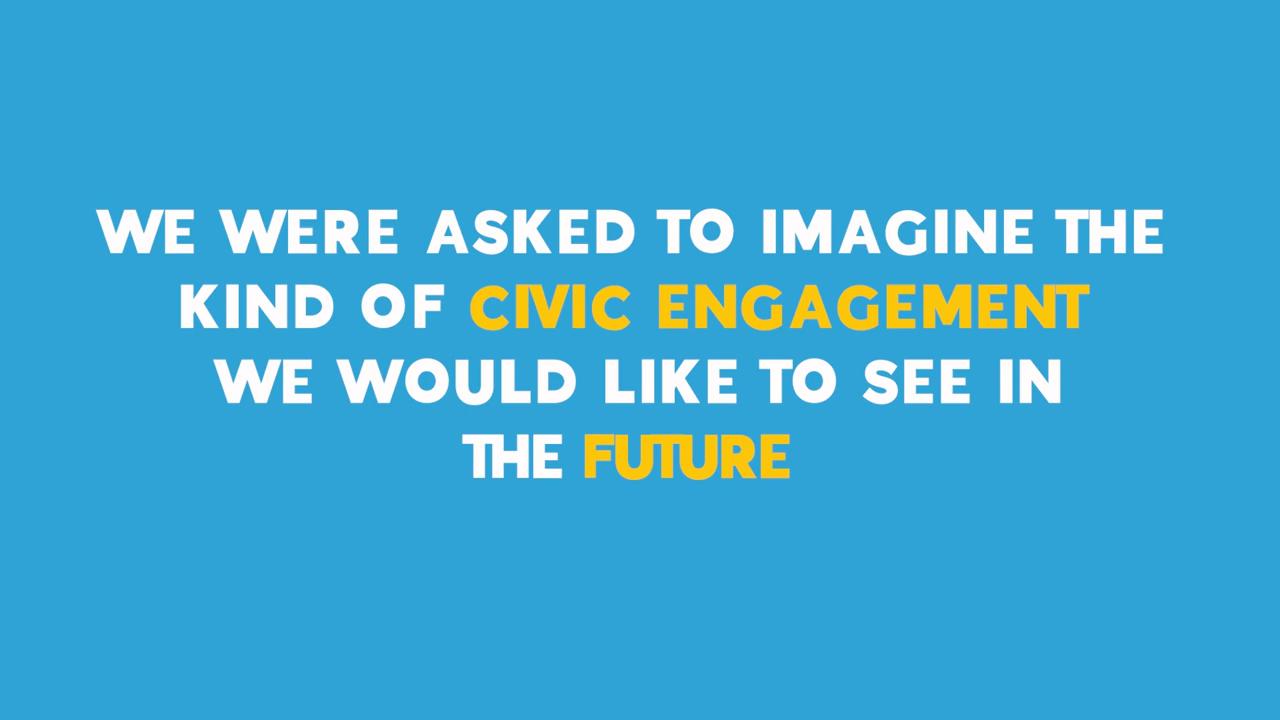 WE WERE ASKED TO IMAGINE THE
KIND OF CIVIC ENGAGEMENT
WE WOULD LIKE TO SEE IN
THE FUTURE